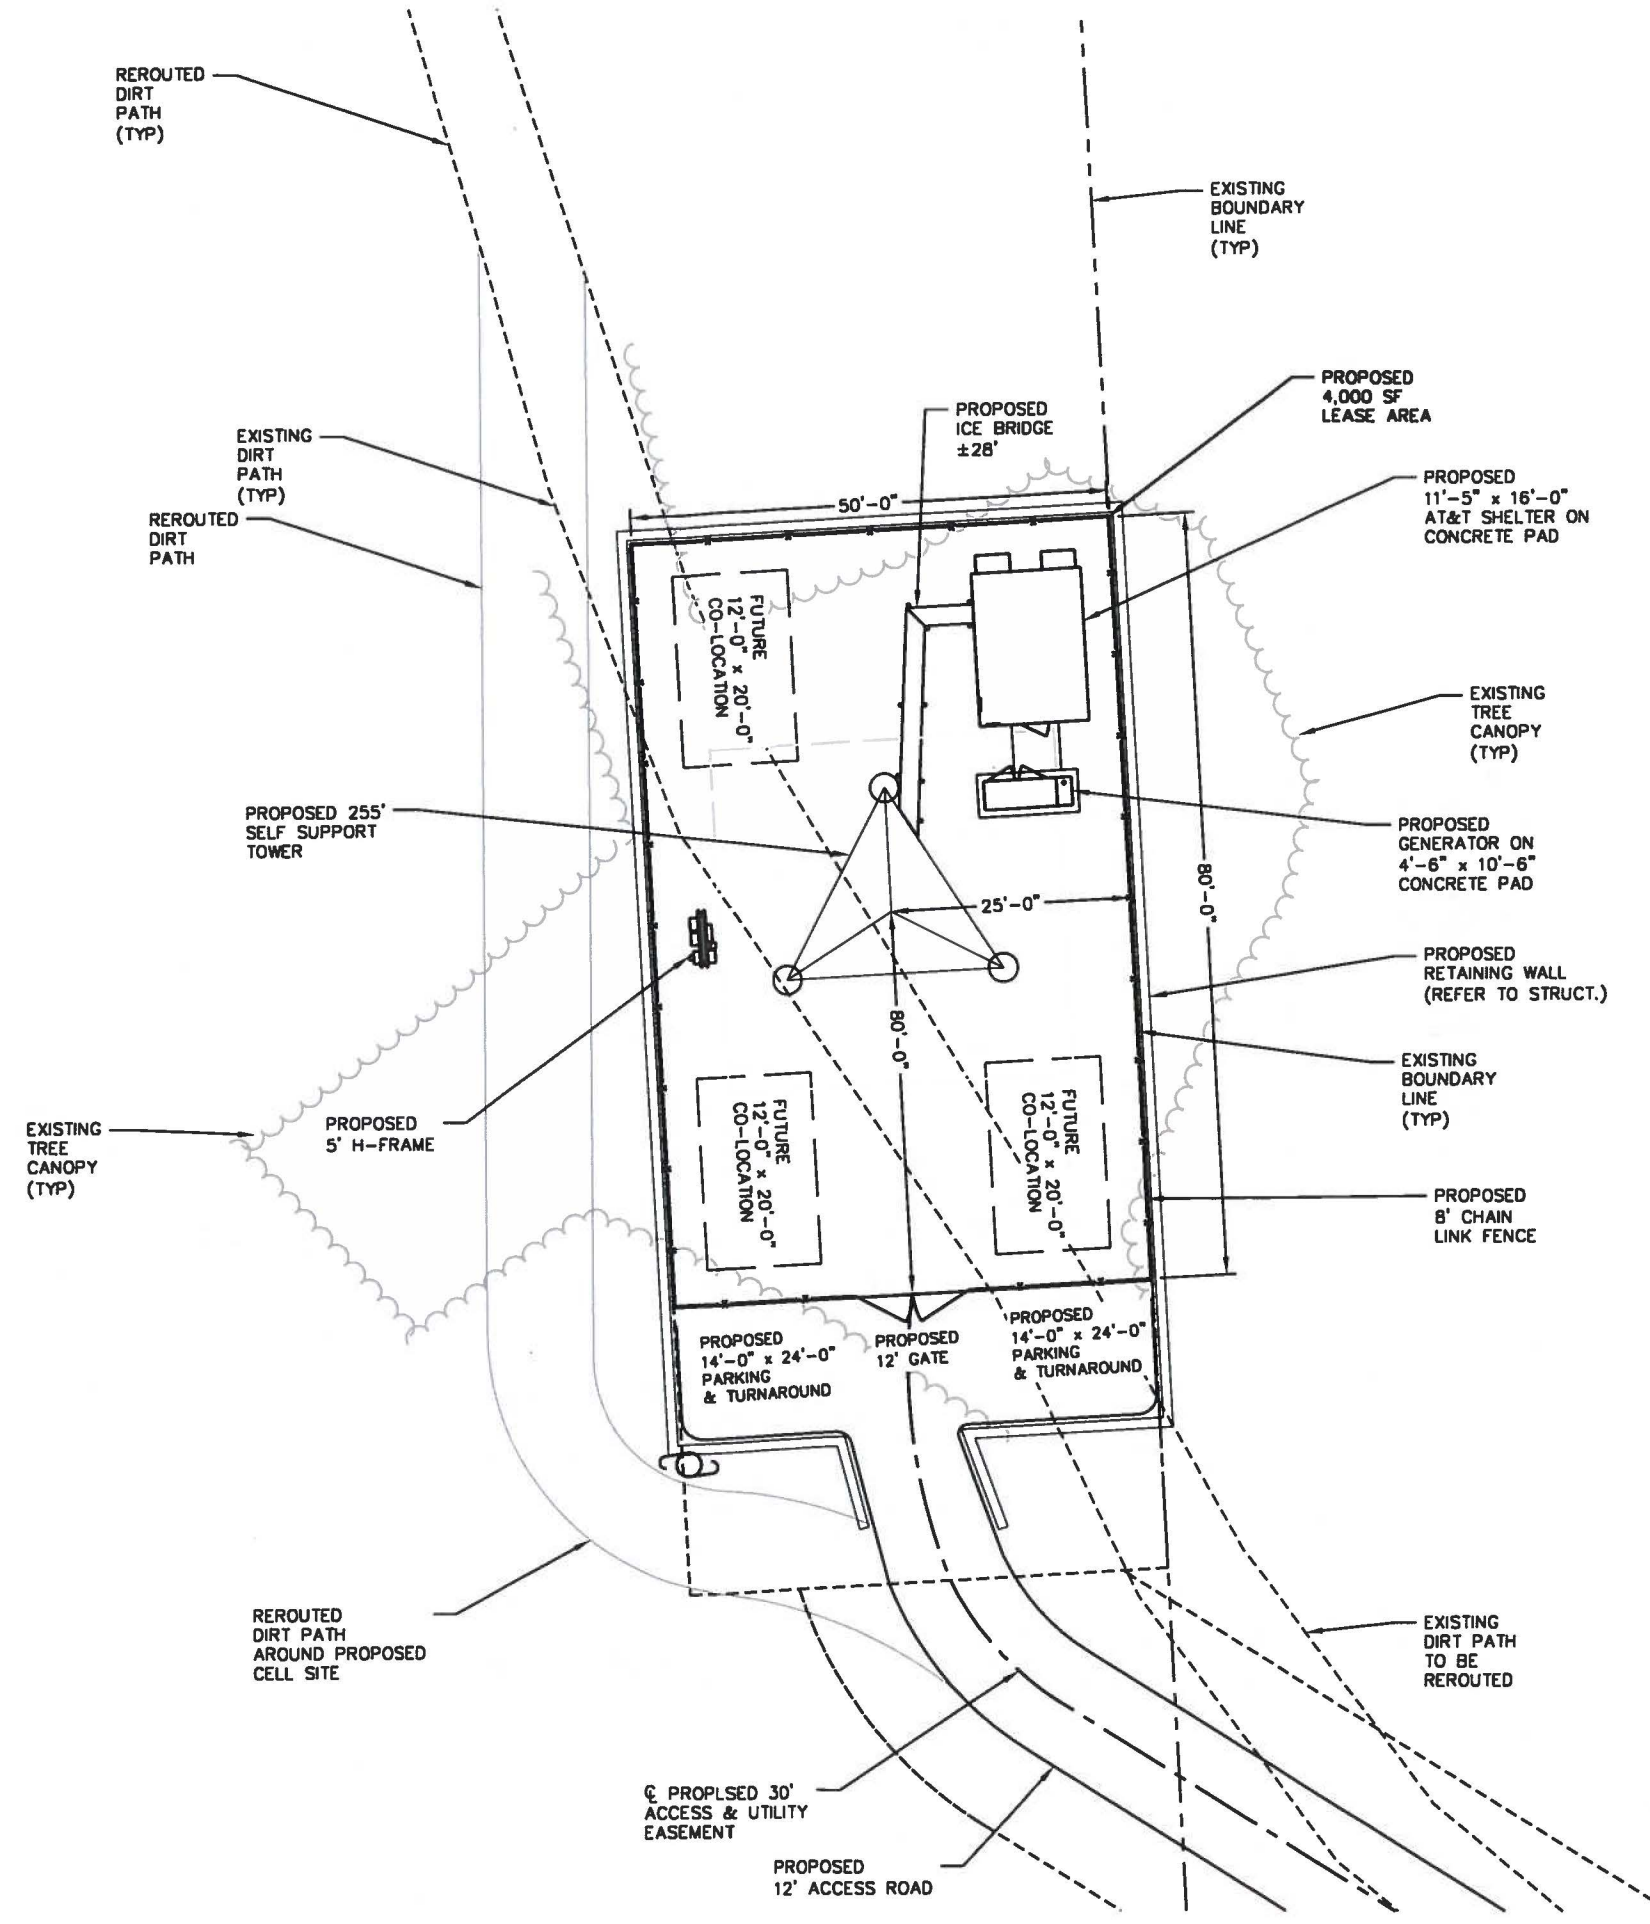 REROUTED
DIRT
PATH
(TYP)
EXISTING
BOUNDARY
LINE
(TYP)
PROPOSED
4,000 SF
LEASE AREA
PROPOSED
ICE BRIDGE
±28'
EXISTING
DIRT
PATH
(TYP)
REROUTED
DIRT
PATH
50'-0"
PROPOSED
11'-5" x 16'-0"
AT&T SHELTER ON
CONCRETE PAD
FUTURE
12'-0" x 20'-0"
CO-LOCATION
EXISTING
TREE
CANOPY
(TYP)
PROPOSED 255'
SELF SUPPORT
TOWER
PROPOSED
GENERATOR ON
4'-6" x 10'-6"
CONCRETE PAD
80'-0"
25'-0"
PROPOSED
RETAINING WALL
(REFER TO STRUCT.)
80'-0"
EXISTING
BOUNDARY
LINE
(TYP)
EXISTING
TREE
CANOPY
(TYP)
PROPOSED
5' H-FRAME
FUTURE
12'-0" x 20'-0"
CO-LOCATION
FUTURE
12'-0" x 20'-0"
CO-LOCATION
PROPOSED
8' CHAIN
LINK FENCE
PROPOSED
14'-0" x 24'-0"
PARKING
& TURNAROUND
PROPOSED
12' GATE
PROPOSED
14'-0" x 24'-0"
PARKING
& TURNAROUND
REROUTED
DIRT PATH
AROUND PROPOSED
CELL SITE
EXISTING
DIRT PATH
TO BE
REROUTED
℄ PROPLSED 30'
ACCESS & UTILITY
EASEMENT
PROPOSED
12' ACCESS ROAD